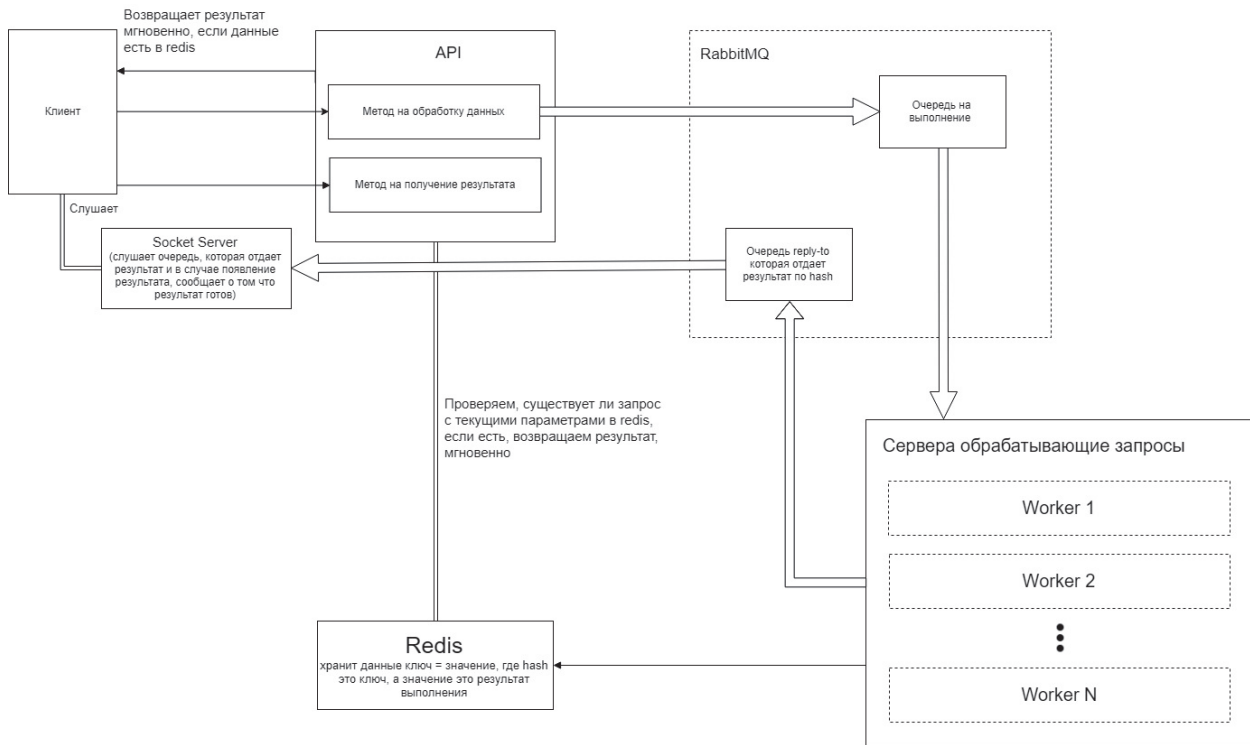 Возвращает результат
мгновенно, если данные
есть в redis
API
RabbitMQ
Клиент
Метод на обработку данных
Очередь на
выполнение
Метод на получение результата
Слушает
Socket Server
(слушает очередь, которая отдает
результат и в случае появление
результата, сообщает о том что
результат готов)
Очередь reply-to
которая отдает
результат по hash
Проверяем, существует ли запрос
с текущими параметрами в redis,
если есть, возвращаем результат,
мгновенно
Сервера обрабатывающие запросы
Worker 1
Worker 2
Worker N
Redis
хранит данные ключ = значение, где hash
это ключ, а значение это результат
выполнения